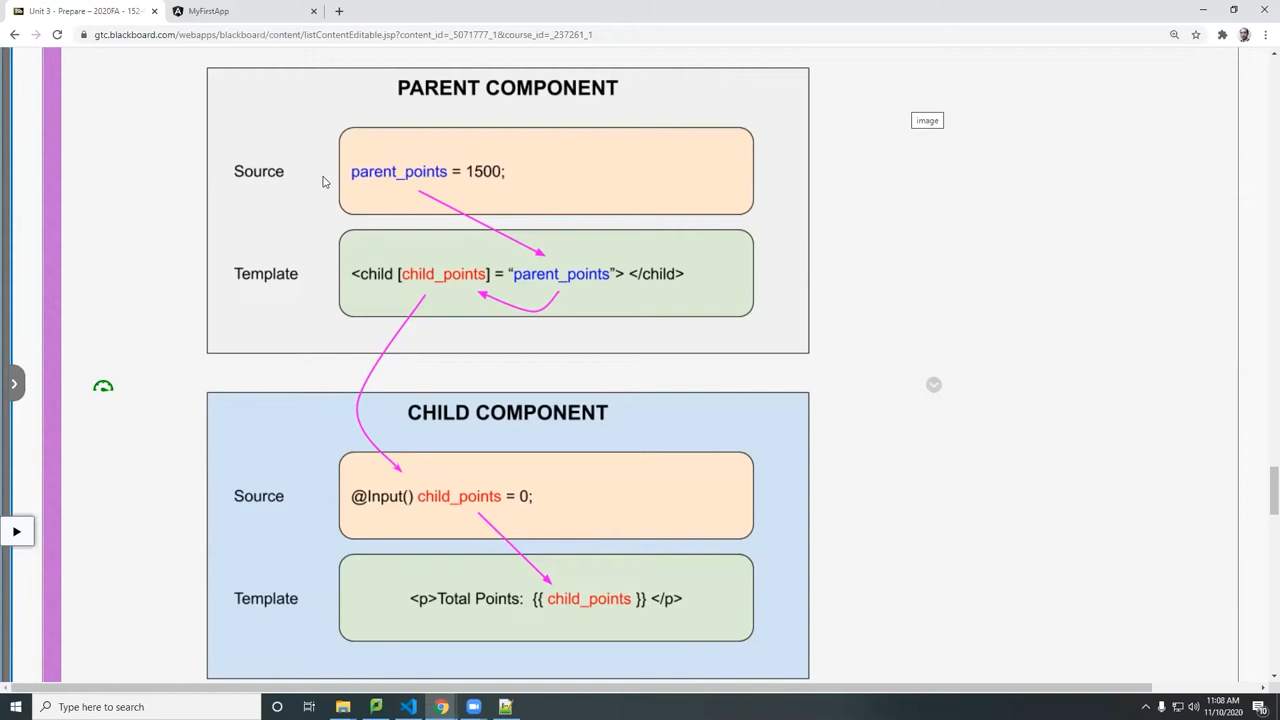 Unit 3 - Prepare – 2020FA - 152-
MyFirstApp
gtc.blackboard.com/webapps/blackboard/content/listContentEditable.jsp?content_id=_5071777_1&course_id=_237261_1
PARENT COMPONENT
image
Source
parent_points = 1500;
Template
<child [child_points] = “parent_points”> </child>
CHILD COMPONENT
Source
@Input() child_points = 0;
Template
<p>Total Points: {{ child_points }} </p>
Type here to search
11:08 AM
11/10/2020
10